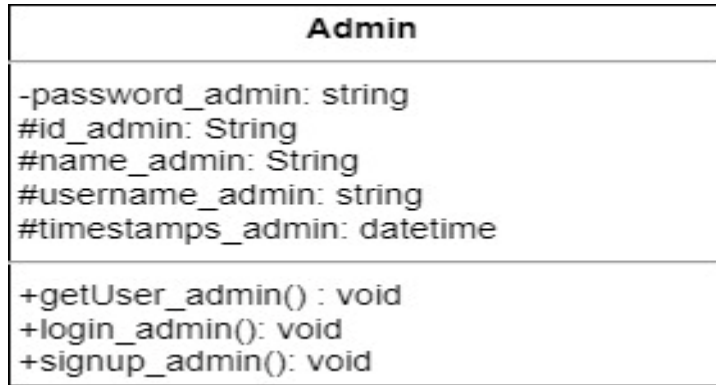 Admin
-password_admin: string
#id_admin: String
#name_admin: String
#username_admin: string
#timestamps_admin: datetime
+getUser_admin() : void
+login_admin(): void
+signup_admin(): void